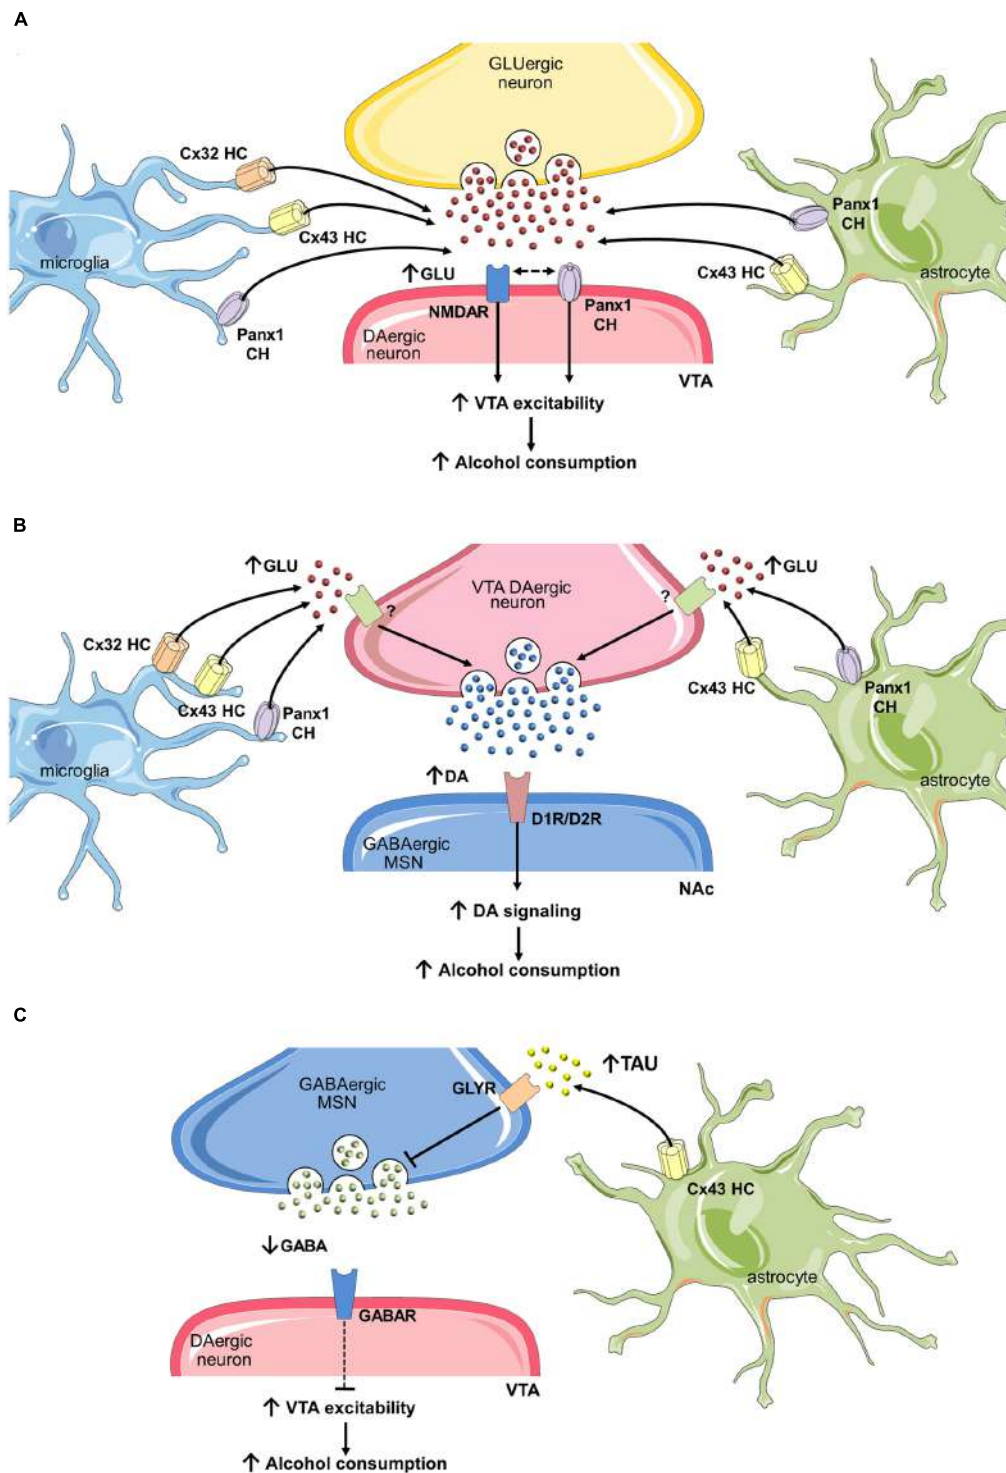 A
GLUergic
neuron
Cx32 HC
Cx43 HC
microglia
Panx1
CH
↑GLU
NMDAR
Panx1
CH
DAergic
neuron
VTA
Panx1
CH
Cx43 HC
astrocyte
↑ VTA excitability
↑ Alcohol consumption
B
↑GLU
VTA DAergic
neuron
↑GLU
?
?
Cx32 HC
Cx43 HC
Panx1
CH
microglia
Cx43 HC
Panx1
CH
astrocyte
↑DA
D1R/D2R
GABAergic
MSN
NAc
↑ DA signaling
↑ Alcohol consumption
C
GABAergic
MSN
GLYR
↑TAU
Cx43 HC
astrocyte
↓GABA
GABAR
DAergic
neuron
VTA
↑ VTA excitability
↑ Alcohol consumption